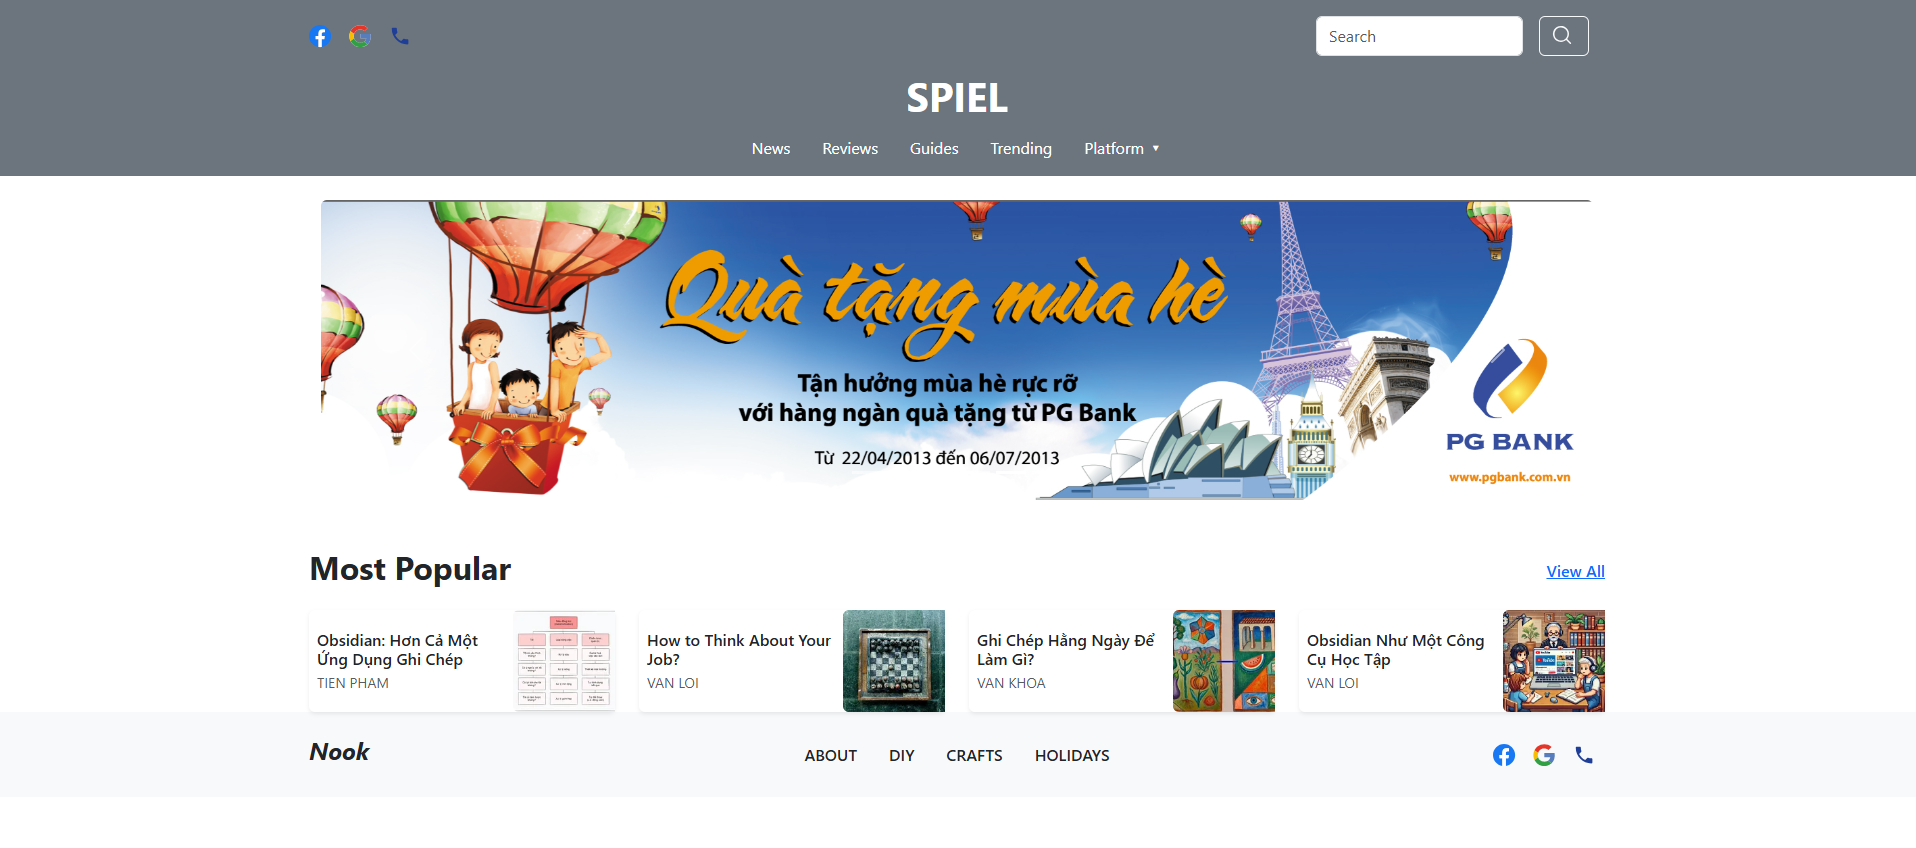 Search
SPIEL
News Reviews Guides Trending Platform
Quà tặng mùa hè
Tận hưởng mùa hè rực rỡ
với hàng ngàn quà tặng từ PG Bank
Từ 22/04/2013 đến 06/07/2013
PG BANK
www.pgbank.com.vn
Most Popular
View All
Obsidian: Hơn Cả Một
Ứng Dụng Ghi Chép
TIEN PHAM
How to Think About Your
Job?
VAN LOI
Ghi Chép Hằng Ngày Để
Làm Gì?
VAN KHOA
Obsidian Như Một Công
Cụ Học Tập
VAN LOI
Nook
ABOUT DIY CRAFTS HOLIDAYS